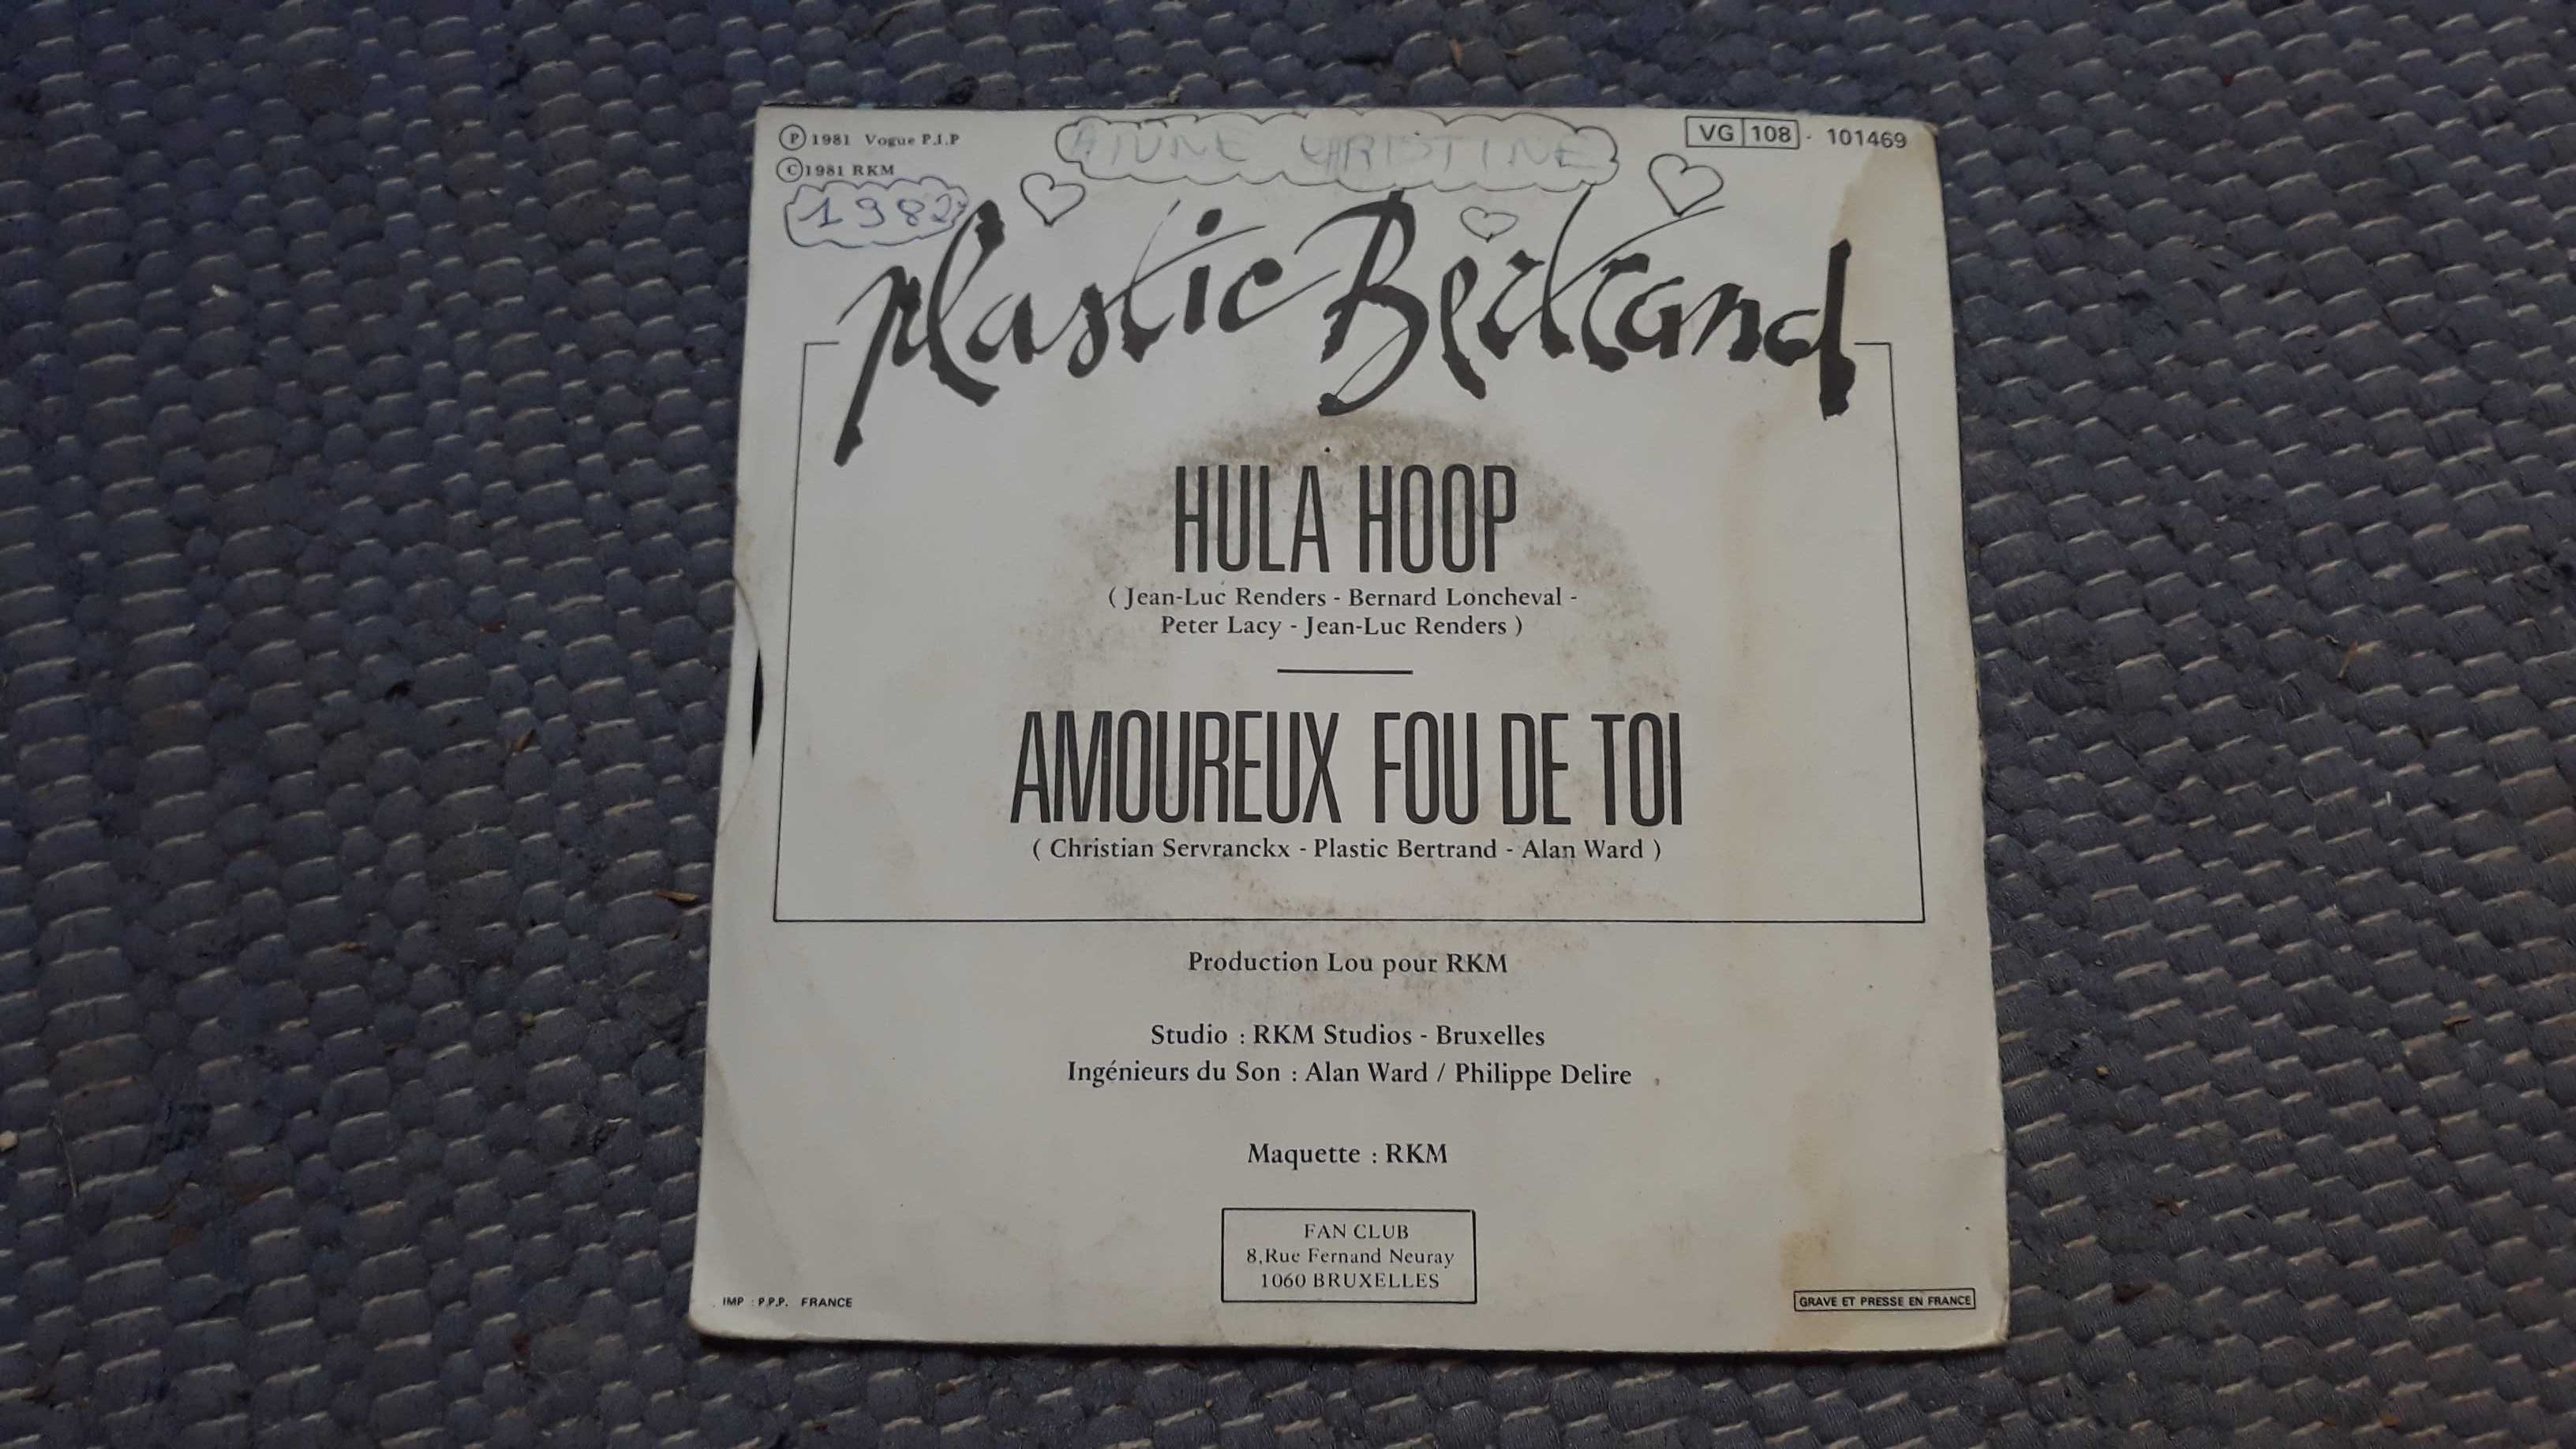 Ⓟ 1981 Vogue P.I.P
© 1981 RKM
1982
ANNE CHRISTINE
VG 108 · 101469
Plastic Bertrand
HULA HOOP
( Jean-Luc Renders - Bernard Loncheval -
Peter Lacy - Jean-Luc Renders )
AMOUREUX FOU DE TOI
( Christian Servranckx - Plastic Bertrand - Alan Ward )
Production Lou pour RKM
Studio : RKM Studios - Bruxelles
Ingénieurs du Son : Alan Ward / Philippe Delire
Maquette : RKM
FAN CLUB
8,Rue Fernand Neuray
1060 BRUXELLES
IMP : P.P.P. FRANCE
GRAVE ET PRESSE EN FRANCE